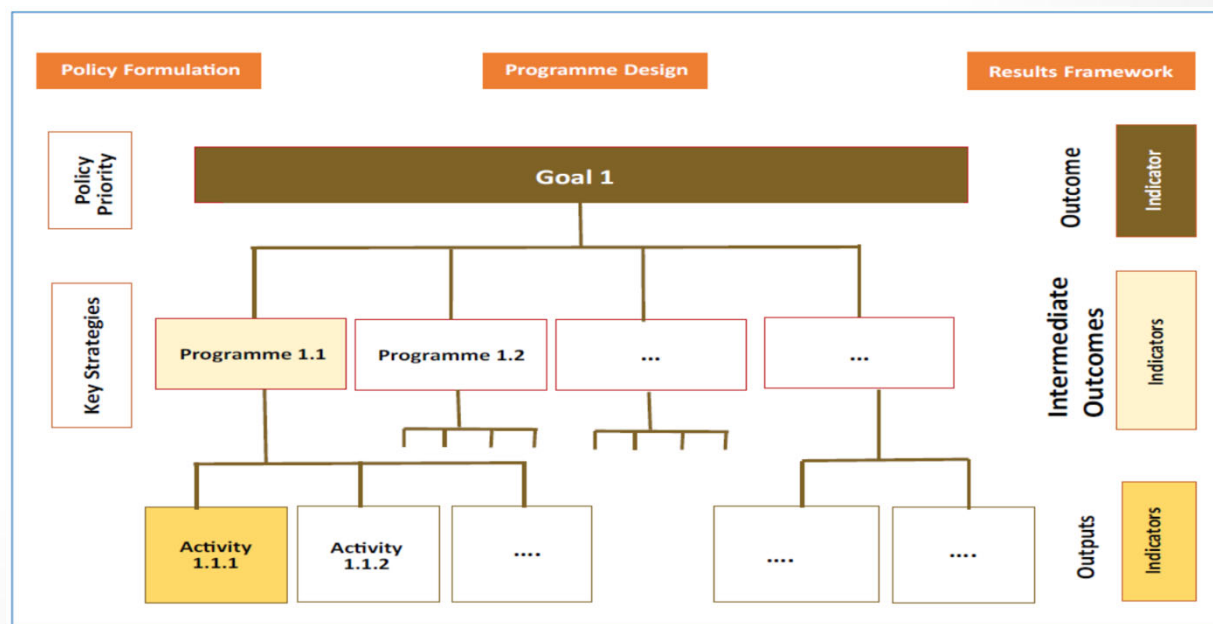 Policy Formulation
Programme Design
Results Framework
Policy
Priority
Goal 1
Outcome
Indicator
Key Strategies
Programme 1.1
Programme 1.2
...
...
Intermediate
Outcomes
Indicators
Activity
1.1.1
Activity
1.1.2
....
....
....
Outputs
Indicators